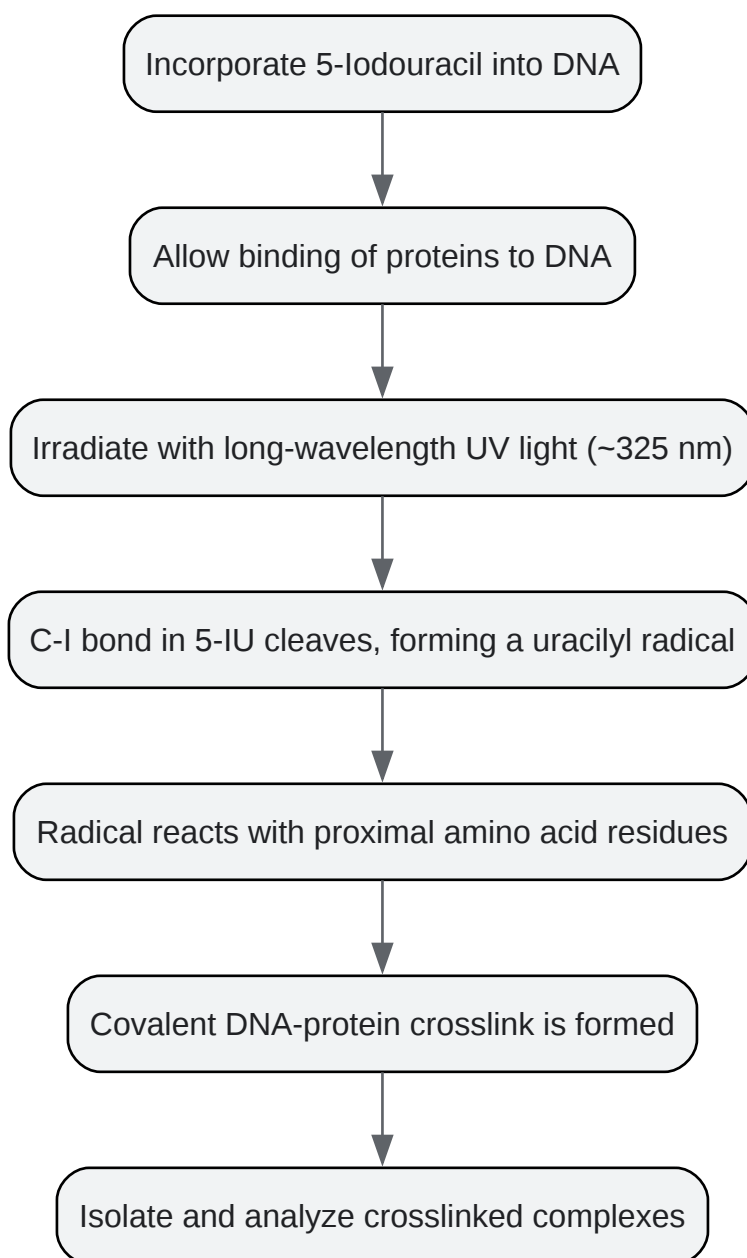 Incorporate 5-Iodouracil into DNA
Allow binding of proteins to DNA
Irradiate with long-wavelength UV light (~325 nm)
C-I bond in 5-IU cleaves, forming a uracilyl radical
Radical reacts with proximal amino acid residues
Covalent DNA-protein crosslink is formed
Isolate and analyze crosslinked complexes